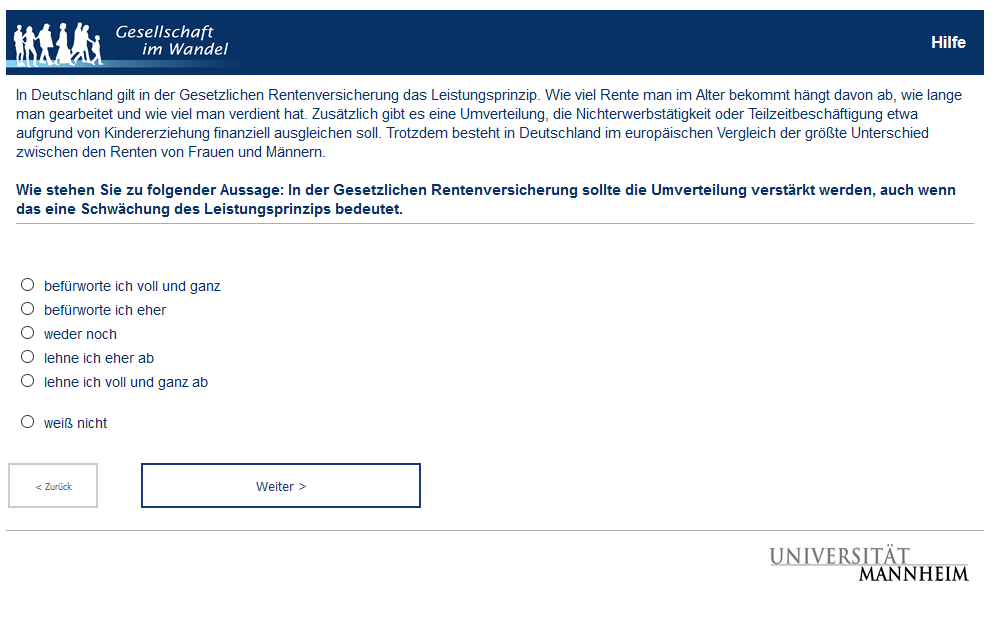 Gesellschaft
im Wandel
Hilfe
In Deutschland gilt in der Gesetzlichen Rentenversicherung das Leistungsprinzip. Wie viel Rente man im Alter bekommt hängt davon ab, wie lange
man gearbeitet und wie viel man verdient hat. Zusätzlich gibt es eine Umverteilung, die Nichterwerbstätigkeit oder Teilzeitbeschäftigung etwa
aufgrund von Kindererziehung finanziell ausgleichen soll. Trotzdem besteht in Deutschland im europäischen Vergleich der größte Unterschied
zwischen den Renten von Frauen und Männern.
Wie stehen Sie zu folgender Aussage: In der Gesetzlichen Rentenversicherung sollte die Umverteilung verstärkt werden, auch wenn
das eine Schwächung des Leistungsprinzips bedeutet.
befürworte ich voll und ganz
befürworte ich eher
weder noch
lehne ich eher ab
lehne ich voll und ganz ab
weiß nicht
< Zurück
Weiter >
UNIVERSITÄT
MANNHEIM